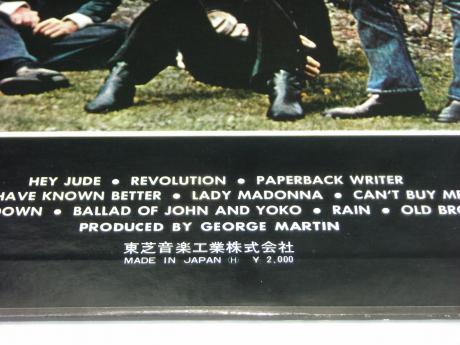 HEY JUDE • REVOLUTION • PAPERBACK WRITER
HAVE KNOWN BETTER • LADY MADONNA • CAN'T BUY ME
DOWN • BALLAD OF JOHN AND YOKO • RAIN • OLD BRO
PRODUCED BY GEORGE MARTIN
東芝音楽工業株式会社
MADE IN JAPAN (H) ¥ 2,000